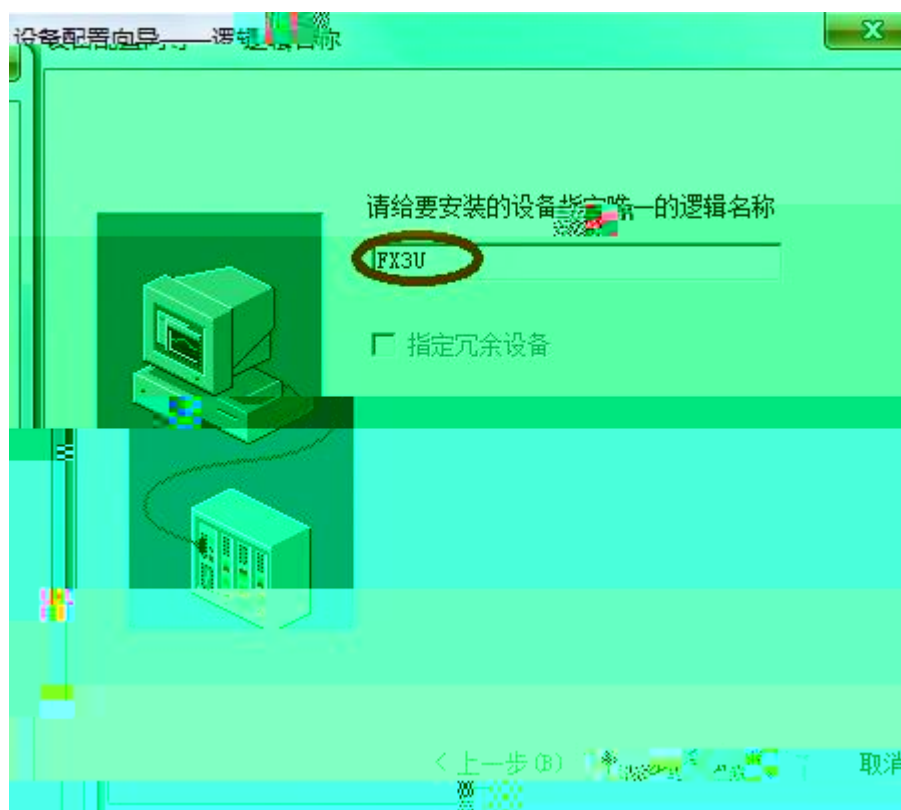 设备配置向导——逻辑名称
请给要安装的设备指定唯一的逻辑名称
FX3U
指定冗余设备
< 上一步(B)
取消